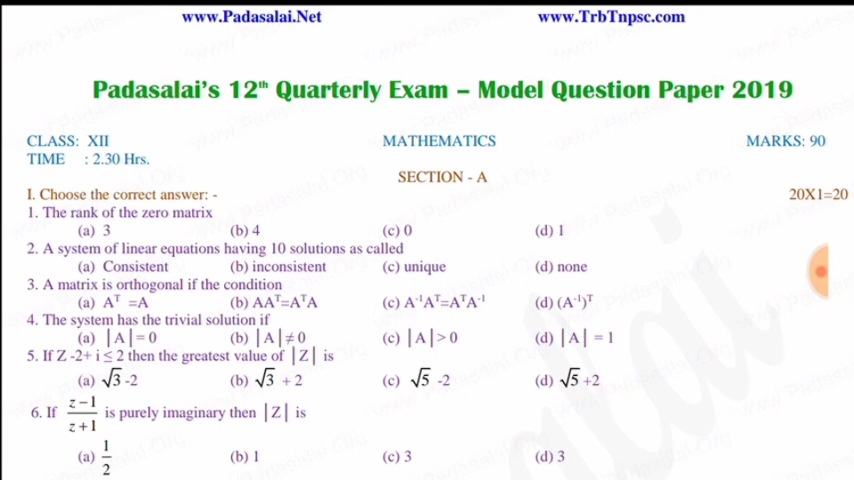 www.Padasalai.Net www.TrbTnpsc.com
Padasalai's 12th Quarterly Exam – Model Question Paper 2019
CLASS: XII MATHEMATICS MARKS: 90
TIME : 2.30 Hrs.
SECTION - A
I. Choose the correct answer: - 20X1=20
1. The rank of the zero matrix
(a) 3 (b) 4 (c) 0 (d) 1
2. A system of linear equations having 10 solutions as called
(a) Consistent (b) inconsistent (c) unique (d) none
3. A matrix is orthogonal if the condition
(a) Aᵀ =A (b) AAᵀ=AᵀA (c) A⁻¹Aᵀ=AᵀA⁻¹ (d) (A⁻¹)ᵀ
4. The system has the trivial solution if
(a) |A| = 0 (b) |A| ≠ 0 (c) |A| > 0 (d) |A| = 1
5. If Z -2+ i ≤ 2 then the greatest value of |Z| is
(a) √3 -2 (b) √3 + 2 (c) √5 -2 (d) √5 +2
6. If z−1/z+1 is purely imaginary then |Z| is
(a) 1/2 (b) 1 (c) 3 (d) 3